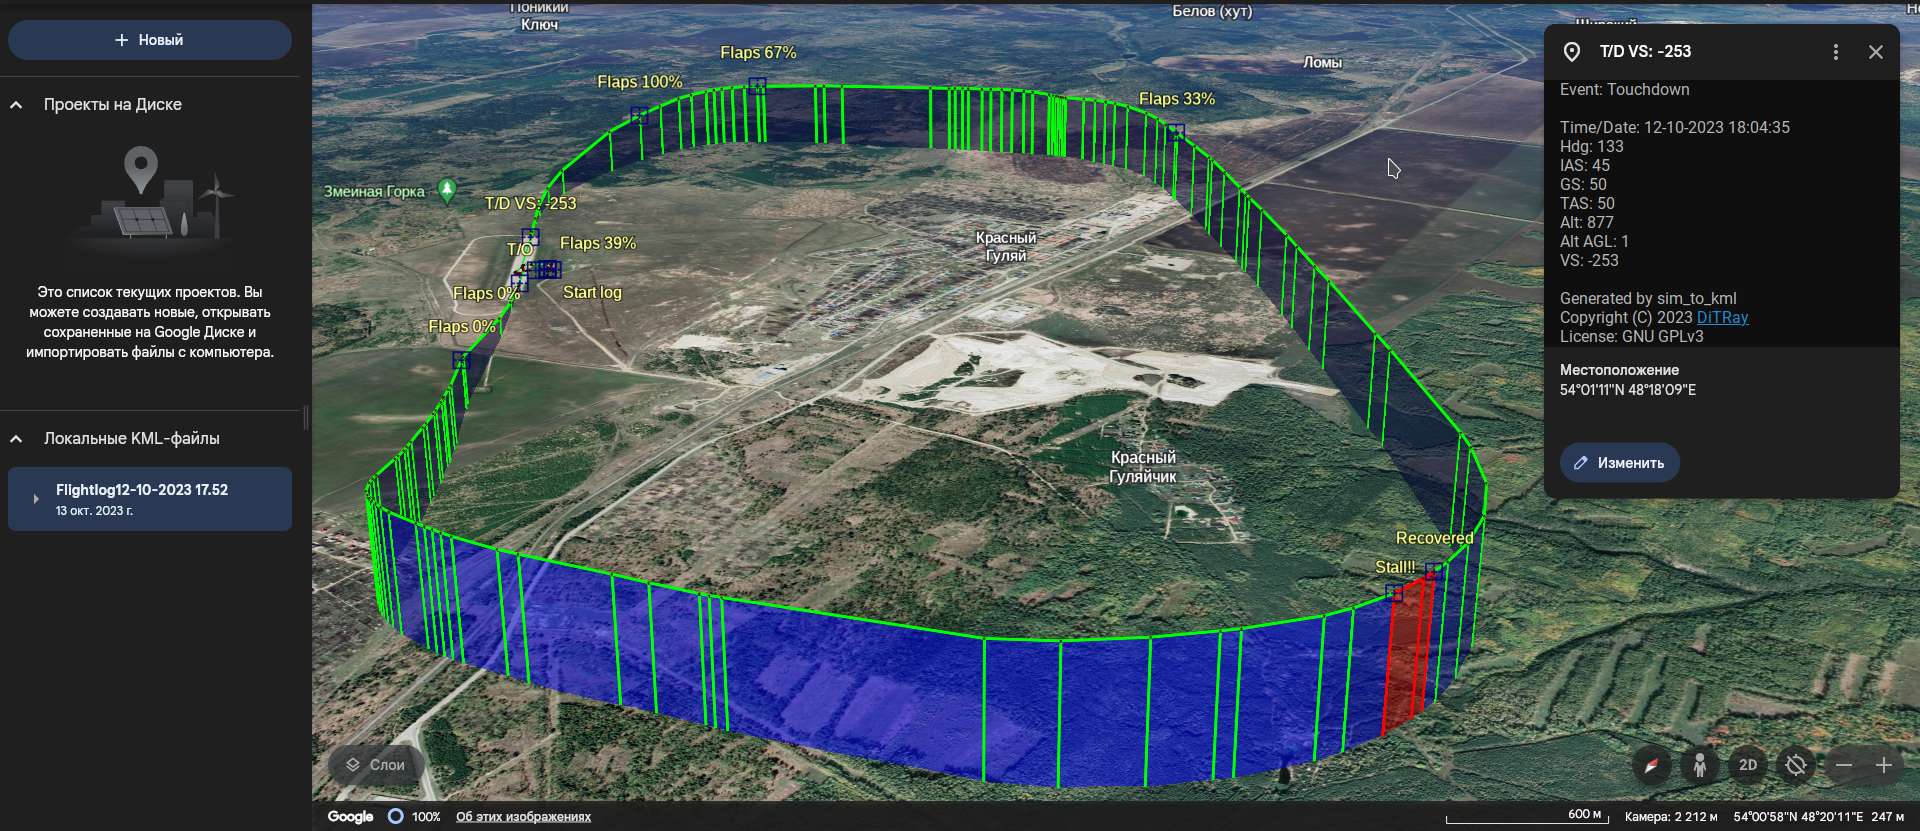 Новый
Проекты на Диске
Это список текущих проектов. Вы
можете создавать новые, открывать
сохраненные на Google Диске и
импортировать файлы с компьютера.
Локальные KML-файлы
Flightlog12-10-2023 17.52
13 окт. 2023 г.
Поникий
Ключ
Белов (хут)
Ломы
Flaps 67%
Flaps 100%
Flaps 33%
Змеиная Горка
T/D VS: -253
T/O
Flaps 39%
Flaps 0%
Start log
Flaps 0%
Красный
Гуляй
Красный
Гуляйчик
Recovered
Stall!!
T/D VS: -253
Event: Touchdown
Time/Date: 12-10-2023 18:04:35
Hdg: 133
IAS: 45
GS: 50
TAS: 50
Alt: 877
Alt AGL: 1
VS: -253
Generated by sim_to_kml
Copyright (C) 2023 DiTRay
License: GNU GPLv3
Местоположение
54°01'11"N 48°18'09"E
Изменить
Слои
2D
Google 100% Об этих изображениях
600 м Камера: 2 212 м 54°00'58"N 48°20'11"E 247 м